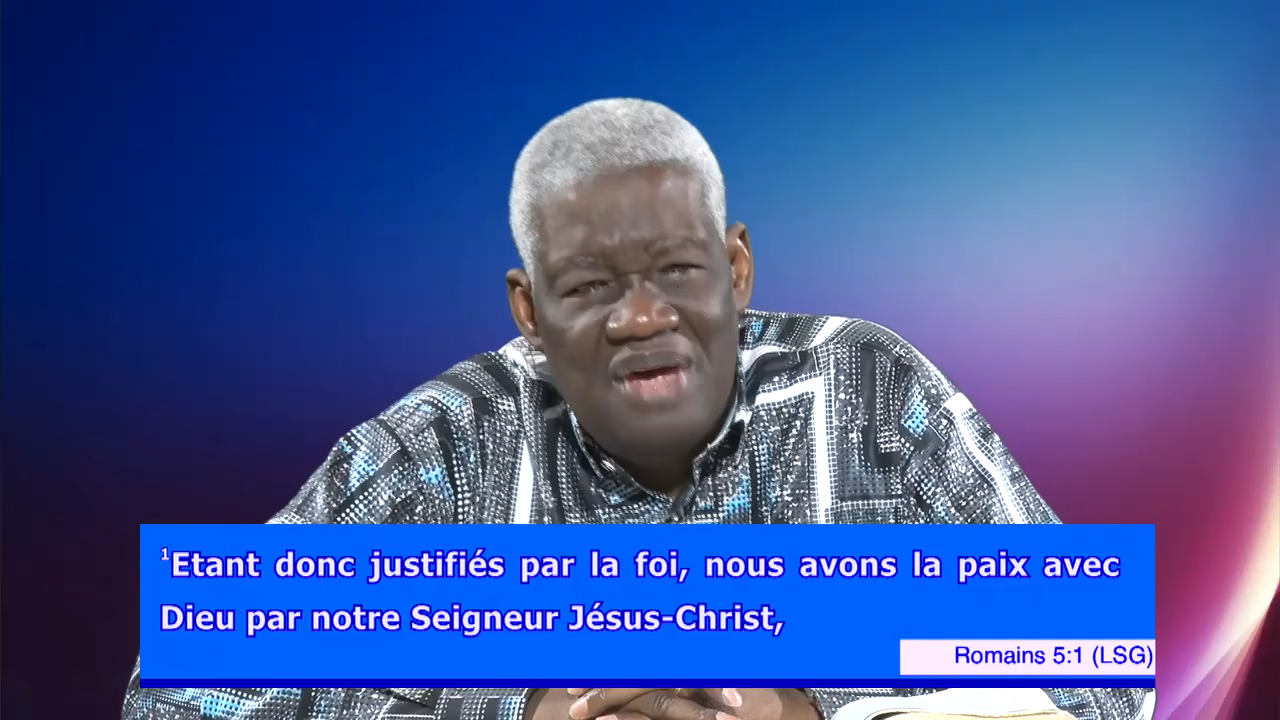 ¹Etant donc justifiés par la foi, nous avons la paix avec
Dieu par notre Seigneur Jésus-Christ,
Romains 5:1 (LSG)